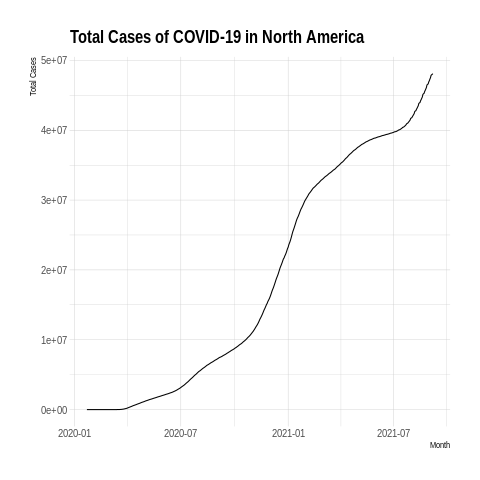 Total Cases of COVID-19 in North America
Total Cases
5e+07
4e+07
3e+07
2e+07
1e+07
0e+00
2020-01 2020-07 2021-01 2021-07
Month